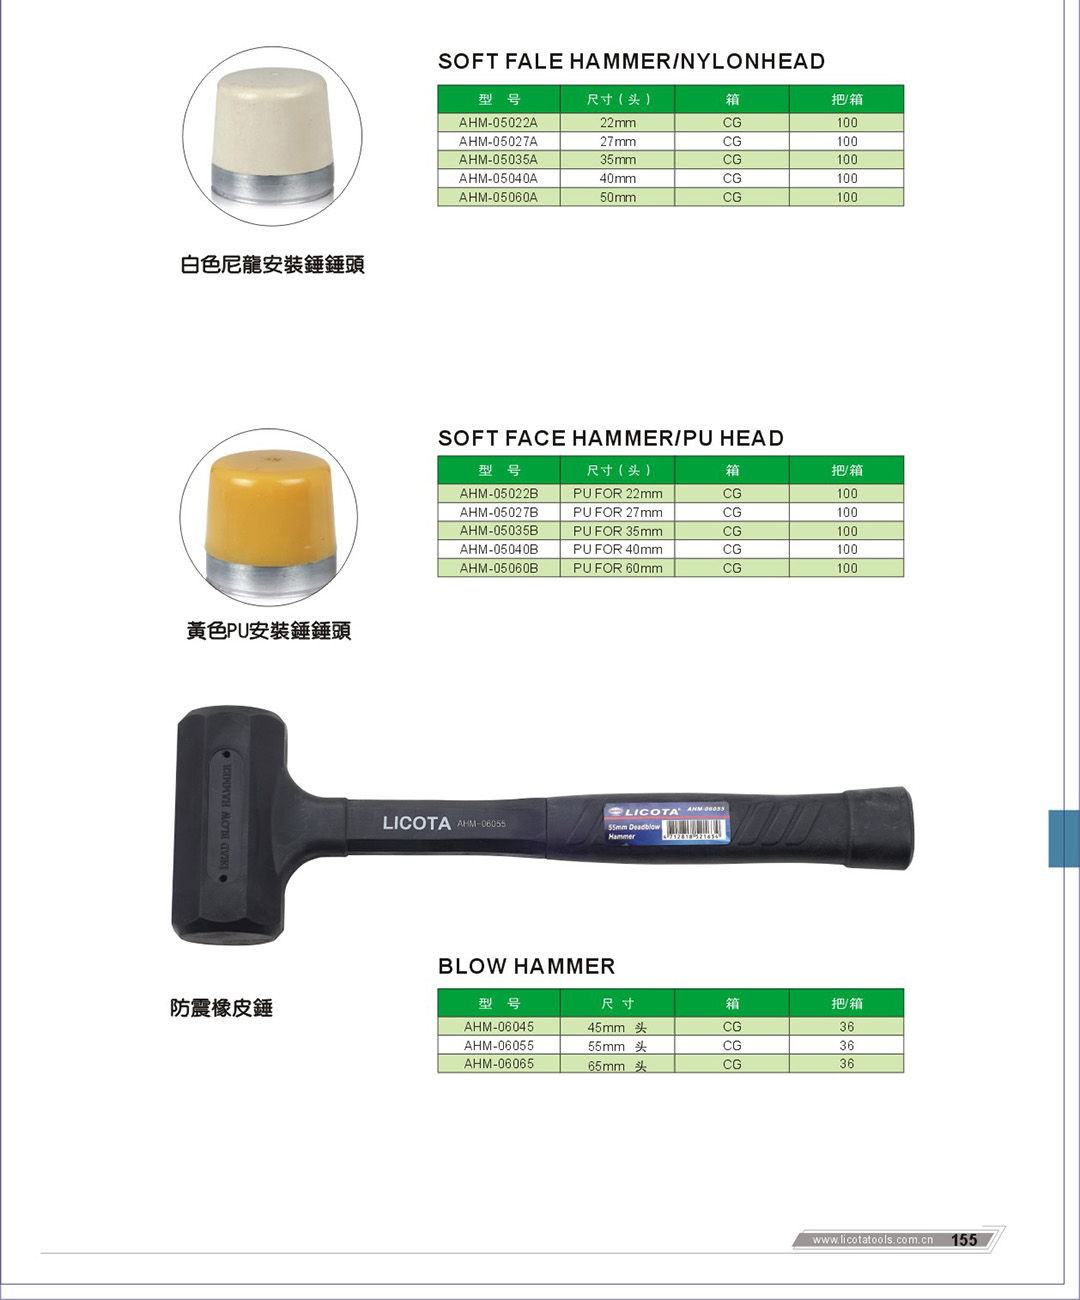 SOFT FALE HAMMER/NYLONHEAD
型 号 尺寸（头） 箱 把/箱
AHM-05022A 22mm CG 100
AHM-05027A 27mm CG 100
AHM-05035A 35mm CG 100
AHM-05040A 40mm CG 100
AHM-05060A 50mm CG 100
白色尼龍安裝錘錘頭
SOFT FACE HAMMER/PU HEAD
型 号 尺寸（头） 箱 把/箱
AHM-05022B PU FOR 22mm CG 100
AHM-05027B PU FOR 27mm CG 100
AHM-05035B PU FOR 35mm CG 100
AHM-05040B PU FOR 40mm CG 100
AHM-05060B PU FOR 60mm CG 100
黃色PU安裝錘錘頭
DEAD BLOW HAMMER
LICOTA AHM-06055
LICOTA AHM-06055
55mm Deadblow
Hammer
4712818521654
BLOW HAMMER
防震橡皮錘
型 号 尺 寸 箱 把/箱
AHM-06045 45mm 头 CG 36
AHM-06055 55mm 头 CG 36
AHM-06065 65mm 头 CG 36
www.licotatools.com.cn 155